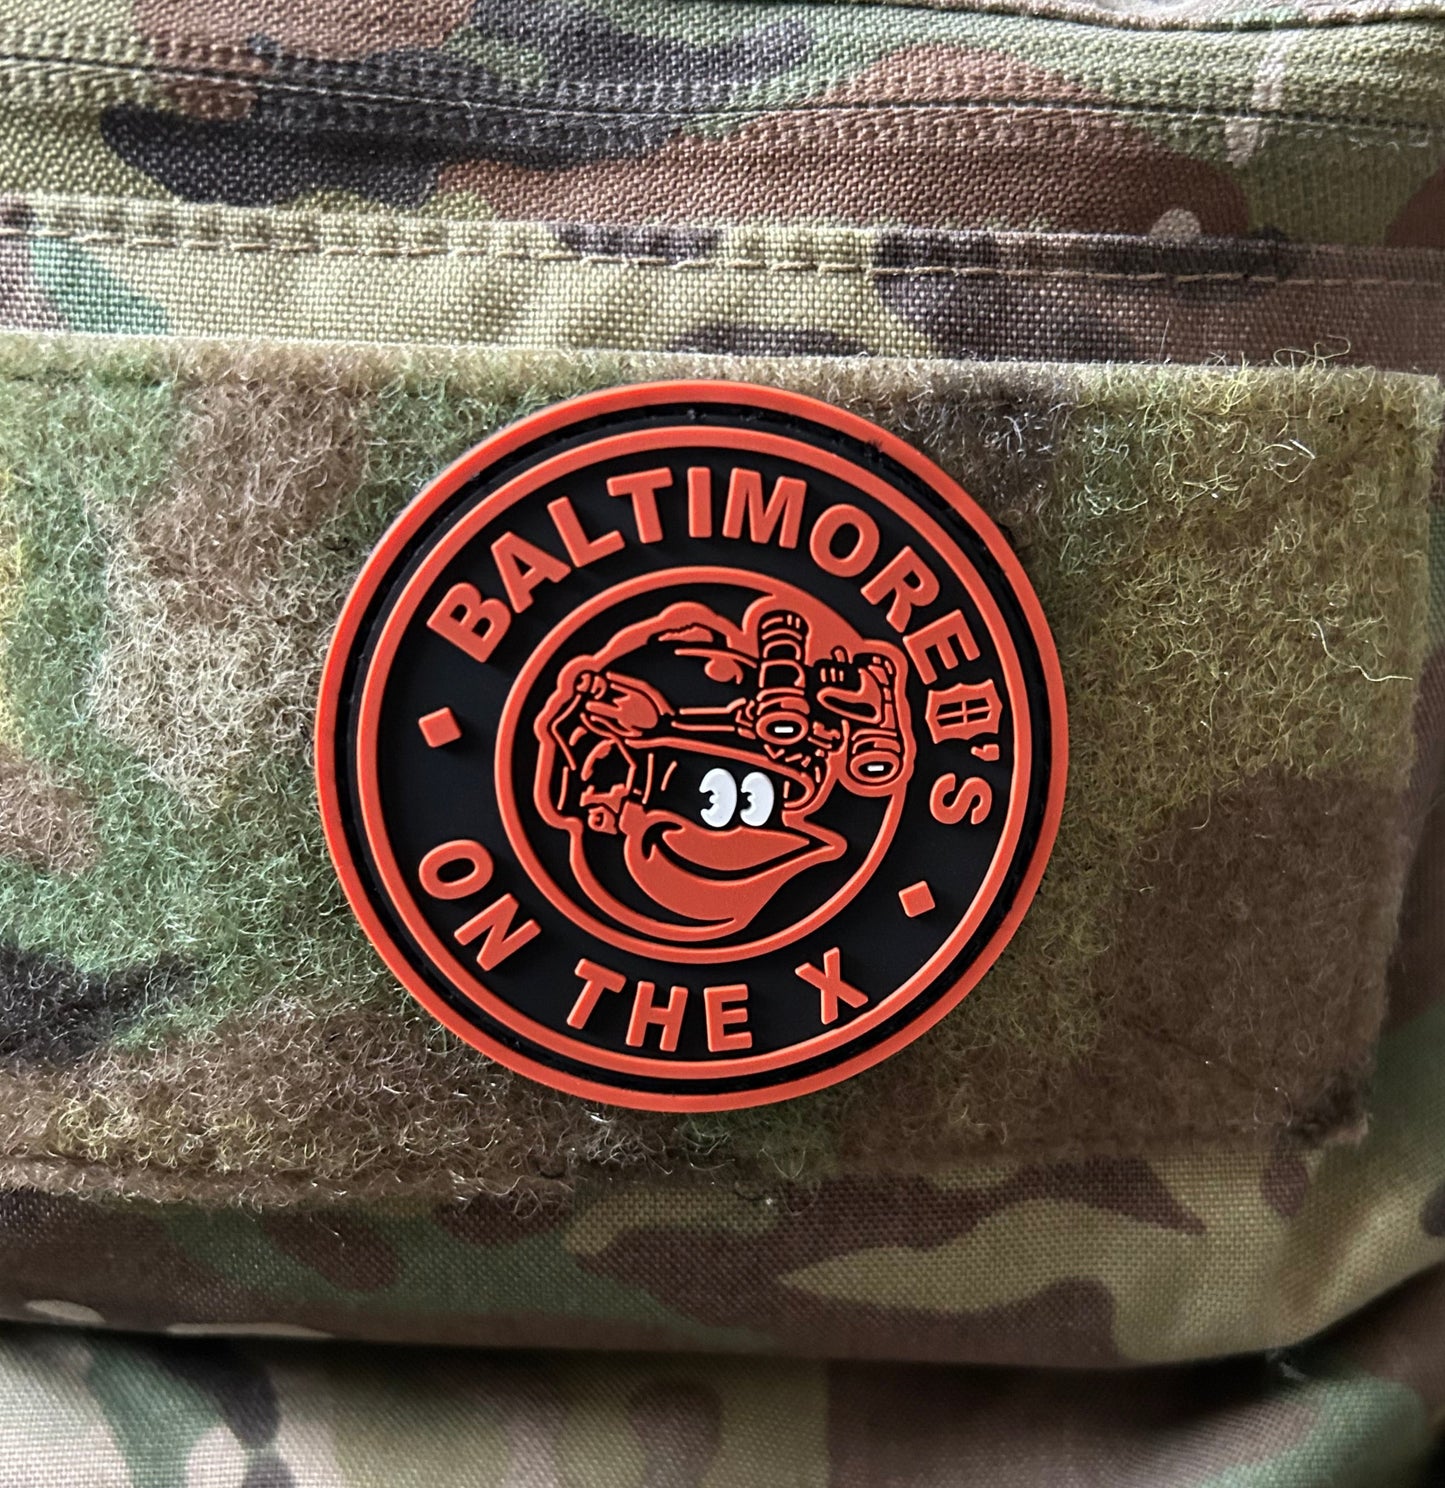 BALTIMORE'S
ON THE X